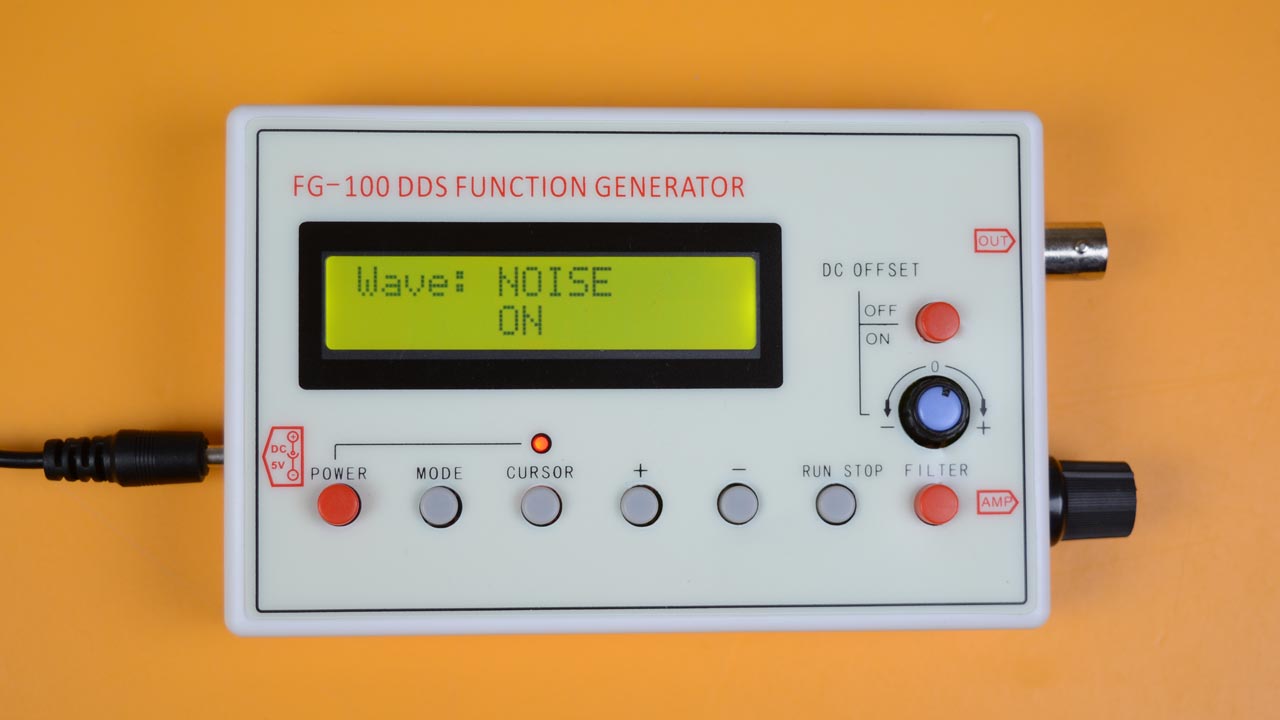 FG-100 DDS FUNCTION GENERATOR
Wave: NOISE
ON
OUT
DC OFFSET
OFF
ON
0
- +
DC
5V
POWER MODE CURSOR + - RUN STOP FILTER
AMP